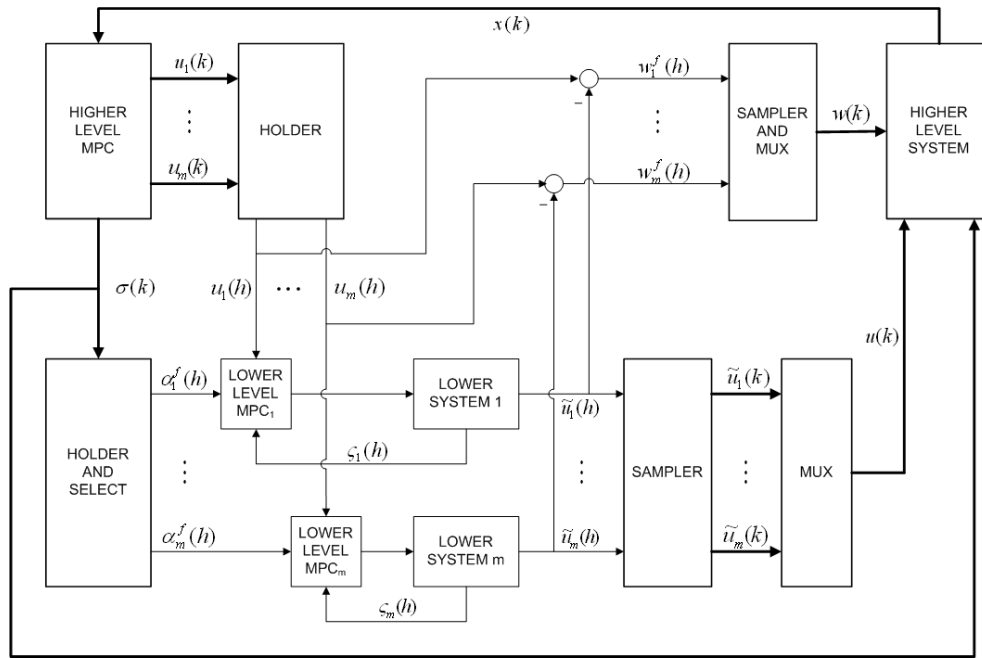 x(k)
HIGHER
LEVEL
MPC
u₁(k)
⋮
uₘ(k)
HOLDER
w₁ᶠ(h)
⋮
wₘᶠ(h)
SAMPLER
AND
MUX
w(k)
HIGHER
LEVEL
SYSTEM
−
−
σ(k)
u₁(h) ⋯ uₘ(h)
u(k)
HOLDER
AND
SELECT
α₁ᶠ(h)
⋮
αₘᶠ(h)
LOWER
LEVEL
MPC₁
LOWER
SYSTEM 1
ς₁(h)
ũ₁(h)
⋮
ũₘ(h)
LOWER
LEVEL
MPCₘ
LOWER
SYSTEM m
ςₘ(h)
SAMPLER
ũ₁(k)
⋮
ũₘ(k)
MUX